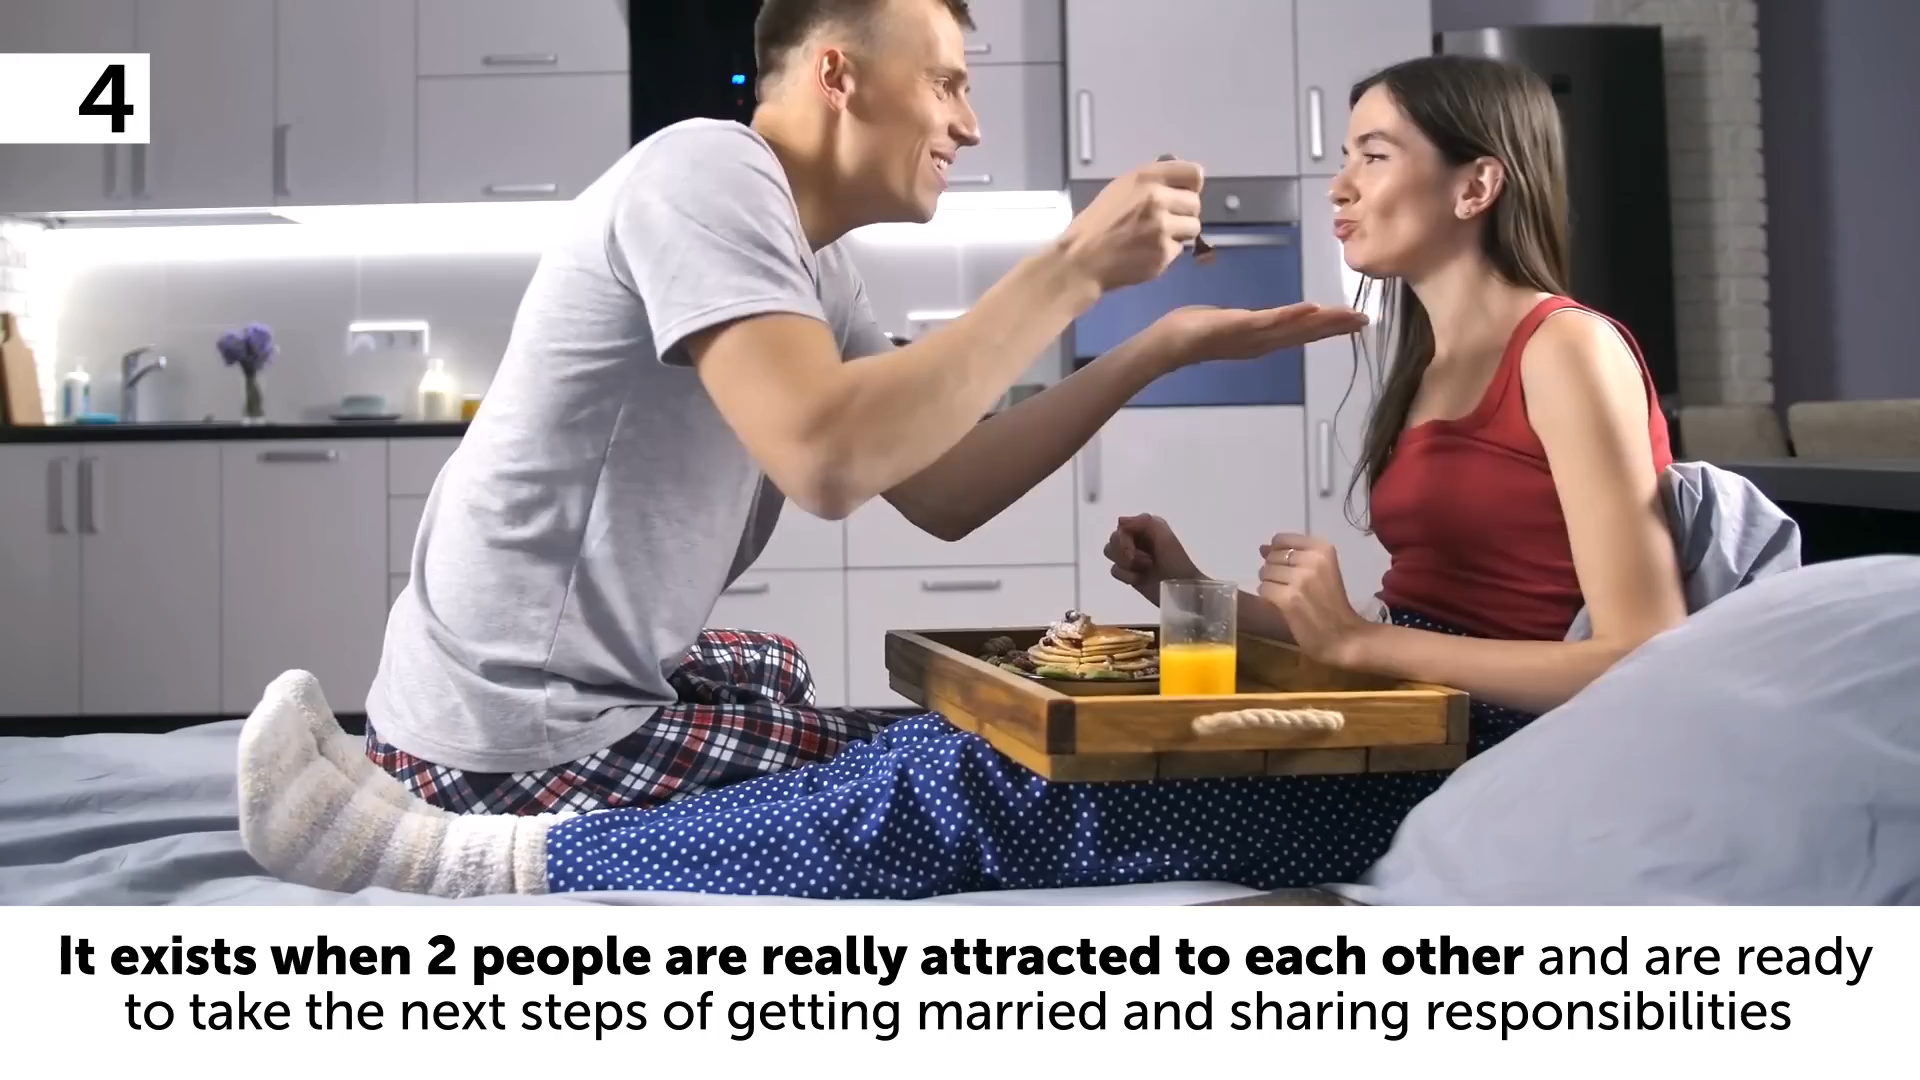 4
It exists when 2 people are really attracted to each other and are ready
to take the next steps of getting married and sharing responsibilities